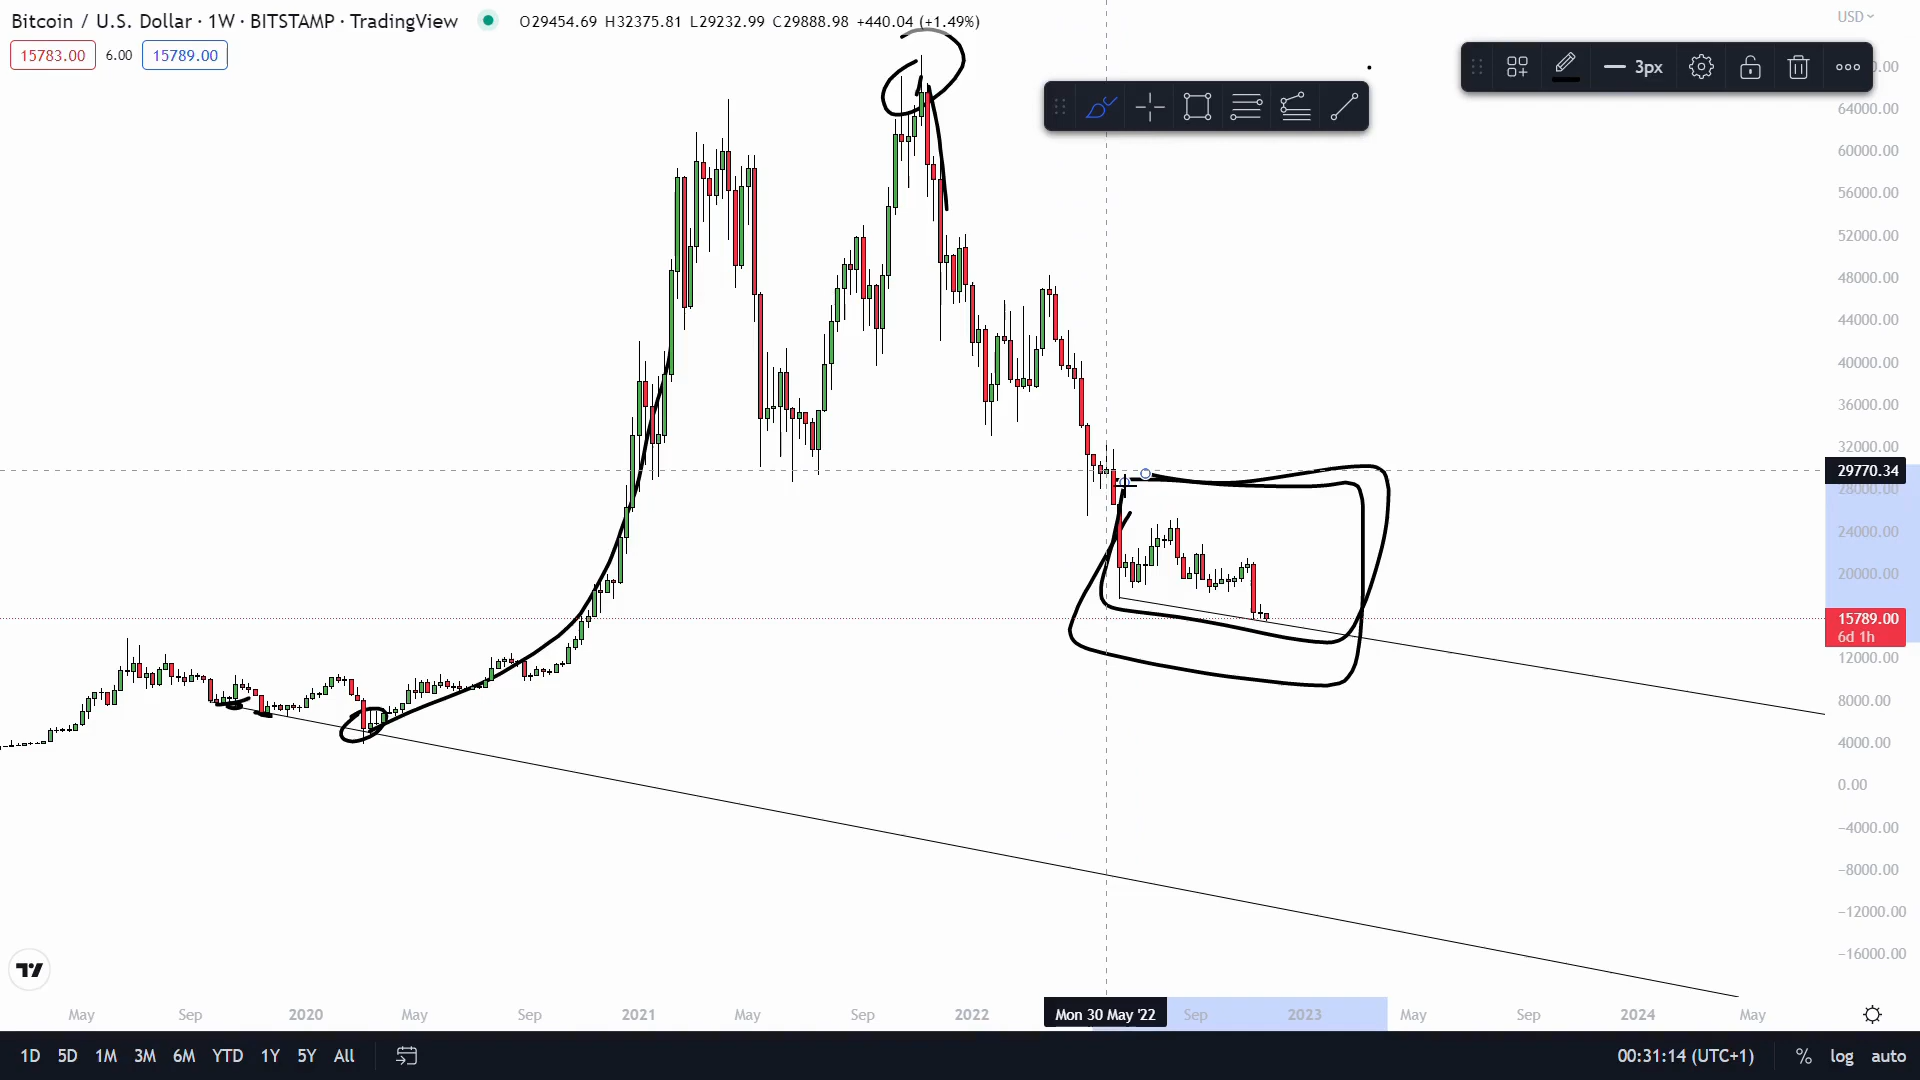 Bitcoin / U.S. Dollar · 1W · BITSTAMP · TradingView
O29454.69 H32375.81 L29232.99 C29888.98 +440.04 (+1.49%)
USD
15783.00 6.00 15789.00
3px
64000.00
60000.00
56000.00
52000.00
48000.00
44000.00
40000.00
36000.00
32000.00
29770.34
28000.00
24000.00
20000.00
15789.00
6d 1h
12000.00
8000.00
4000.00
0.00
−4000.00
−8000.00
−12000.00
−16000.00
May Sep 2020 May Sep 2021 May Sep 2022 Mon 30 May '22 Sep 2023 May Sep 2024 May
1D 5D 1M 3M 6M YTD 1Y 5Y All 00:31:14 (UTC+1) % log auto